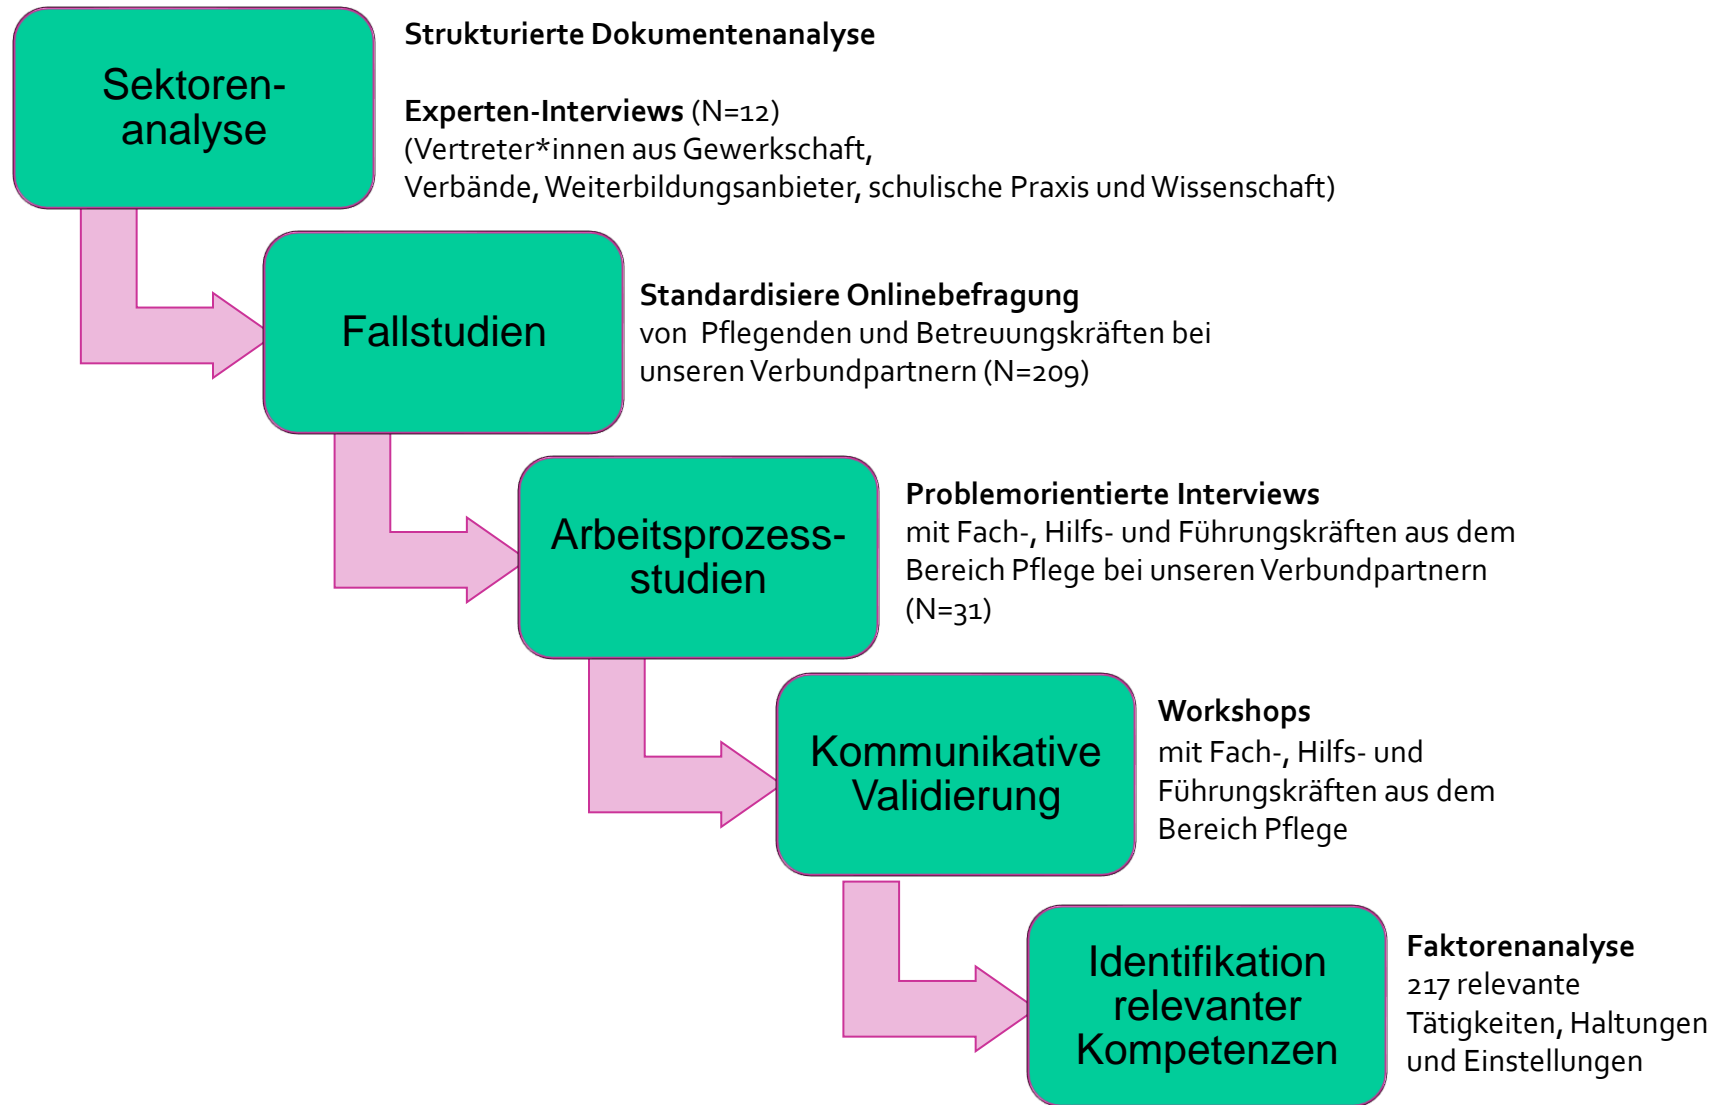 Sektoren-
analyse
Strukturierte Dokumentenanalyse
Experten-Interviews (N=12)
(Vertreter*innen aus Gewerkschaft,
Verbände, Weiterbildungsanbieter, schulische Praxis und Wissenschaft)
Fallstudien
Standardisiere Onlinebefragung
von Pflegenden und Betreuungskräften bei
unseren Verbundpartnern (N=209)
Arbeitsprozess-
studien
Problemorientierte Interviews
mit Fach-, Hilfs- und Führungskräften aus dem
Bereich Pflege bei unseren Verbundpartnern
(N=31)
Kommunikative
Validierung
Workshops
mit Fach-, Hilfs- und
Führungskräften aus dem
Bereich Pflege
Identifikation
relevanter
Kompetenzen
Faktorenanalyse
217 relevante
Tätigkeiten, Haltungen
und Einstellungen